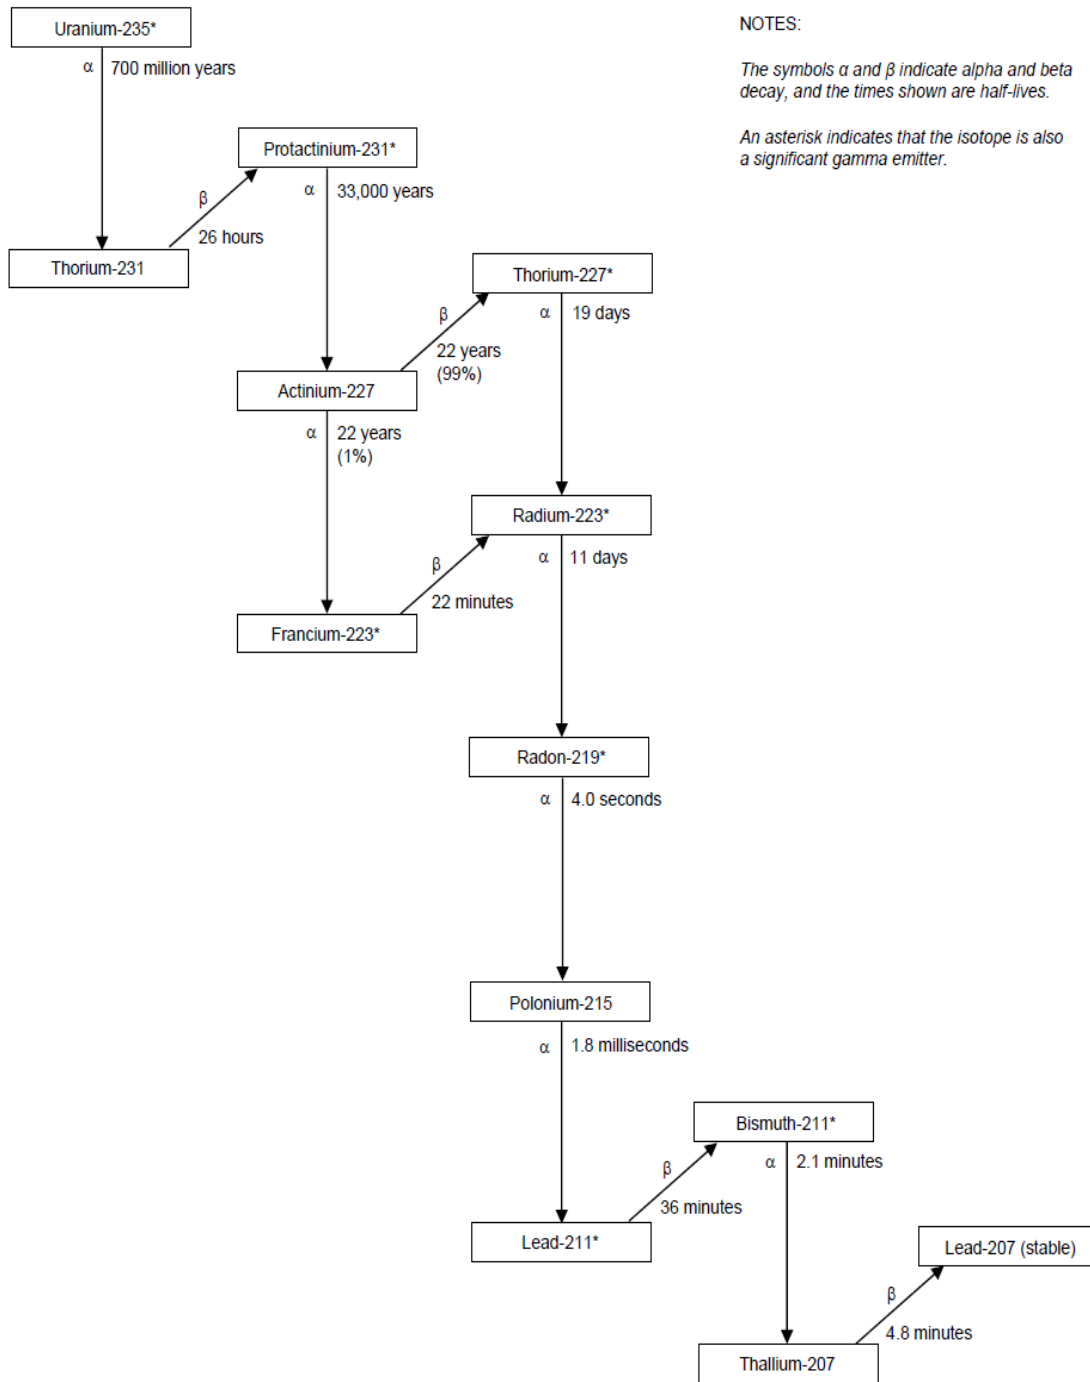 Uranium-235*
α 700 million years
NOTES:
The symbols α and β indicate alpha and beta
decay, and the times shown are half-lives.
An asterisk indicates that the isotope is also
a significant gamma emitter.
Protactinium-231*
α 33,000 years
β
26 hours
Thorium-231
Thorium-227*
α 19 days
β
22 years
(99%)
Actinium-227
α 22 years
(1%)
Radium-223*
α 11 days
β
22 minutes
Francium-223*
Radon-219*
α 4.0 seconds
Polonium-215
α 1.8 milliseconds
Bismuth-211*
α 2.1 minutes
β
36 minutes
Lead-211*
Lead-207 (stable)
β
4.8 minutes
Thallium-207